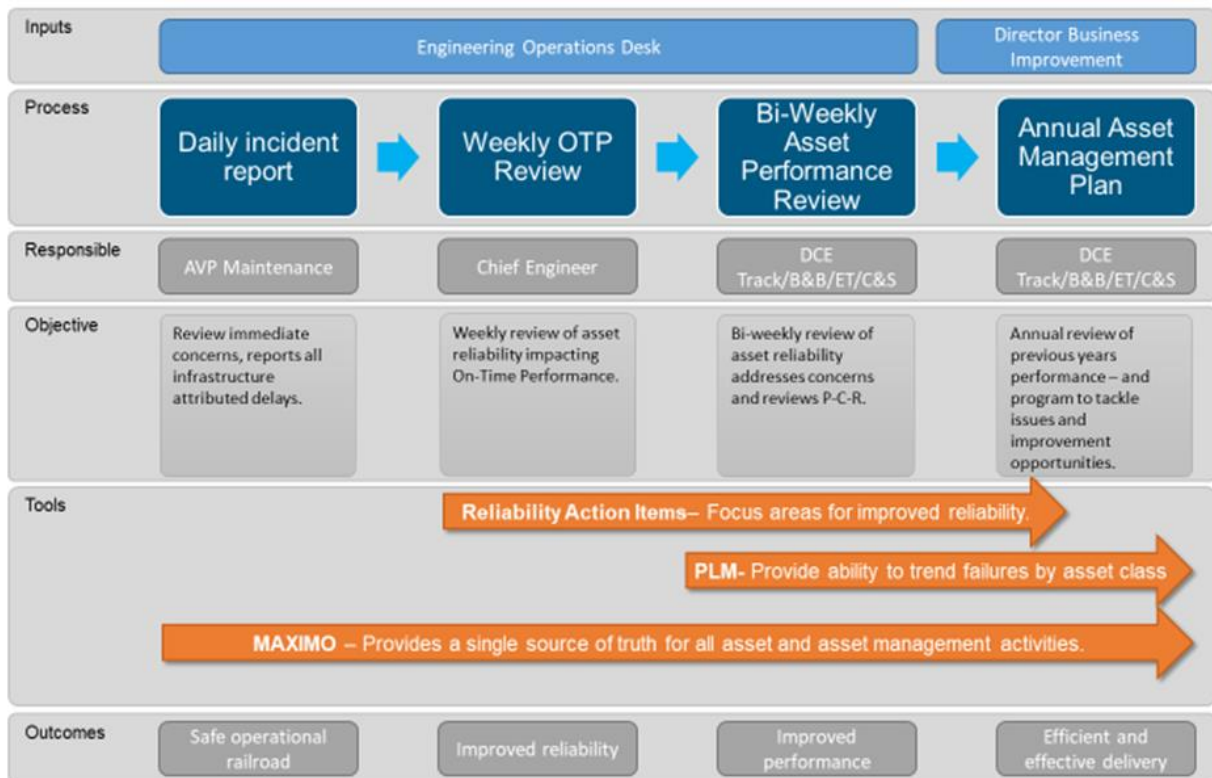 Inputs
Engineering Operations Desk
Director Business
Improvement
Process
Daily incident
report
Weekly OTP
Review
Bi-Weekly
Asset
Performance
Review
Annual Asset
Management
Plan
Responsible
AVP Maintenance
Chief Engineer
DCE
Track/B&B/ET/C&S
DCE
Track/B&B/ET/C&S
Objective
Review immediate
concerns, reports all
infrastructure
attributed delays.
Weekly review of asset
reliability impacting
On-Time Performance.
Bi-weekly review of
asset reliability
addresses concerns
and reviews P-C-R.
Annual review of
previous years
performance – and
program to tackle
issues and
improvement
opportunities.
Tools
Reliability Action Items– Focus areas for improved reliability.
PLM- Provide ability to trend failures by asset class
MAXIMO – Provides a single source of truth for all asset and asset management activities.
Outcomes
Safe operational
railroad
Improved reliability
Improved
performance
Efficient and
effective delivery